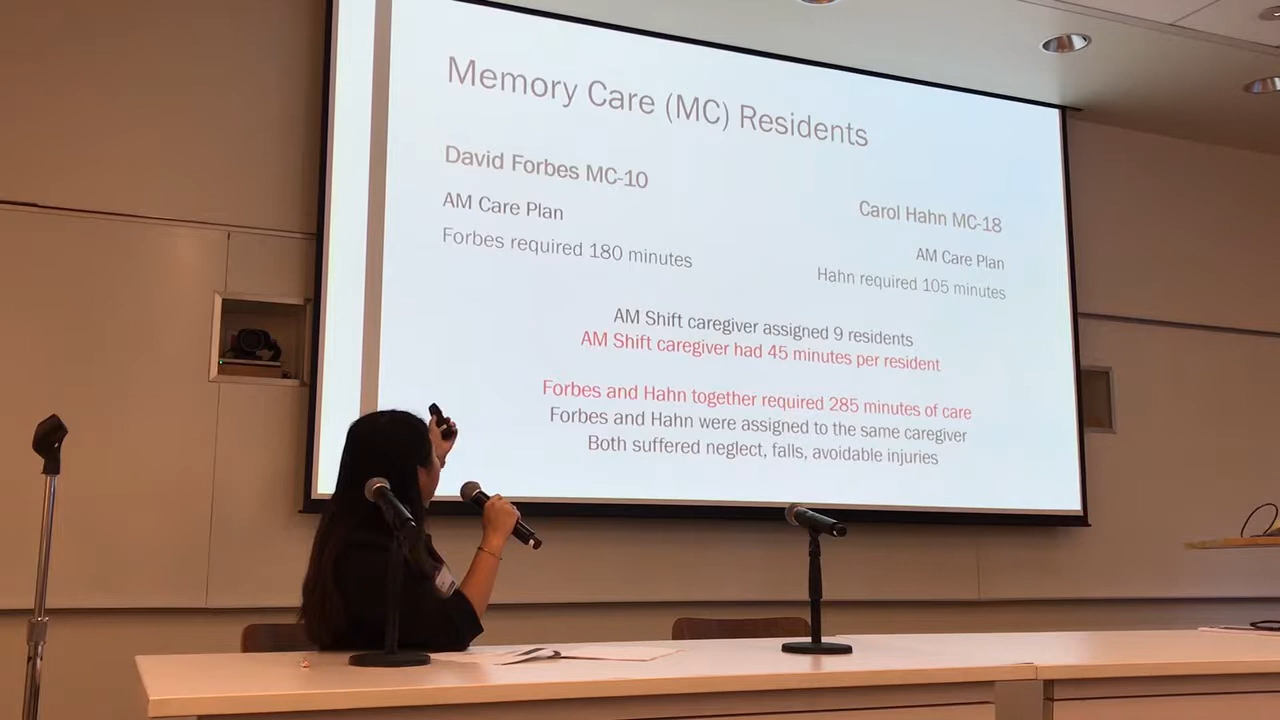 Memory Care (MC) Residents
David Forbes MC-10
AM Care Plan
Forbes required 180 minutes
Carol Hahn MC-18
AM Care Plan
Hahn required 105 minutes
AM Shift caregiver assigned 9 residents
AM Shift caregiver had 45 minutes per resident
Forbes and Hahn together required 285 minutes of care
Forbes and Hahn were assigned to the same caregiver
Both suffered neglect, falls, avoidable injuries